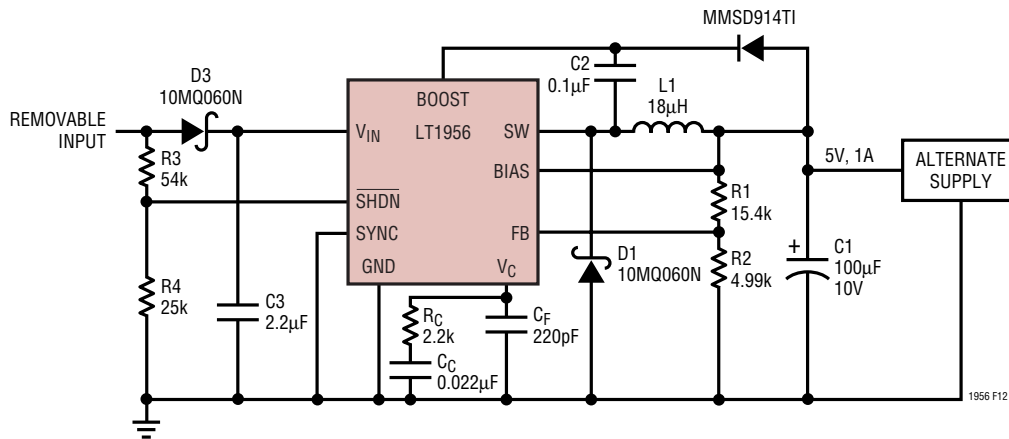 MMSD914TI
D3
10MQ060N
C2
0.1µF
L1
18µH
BOOST
LT1956
REMOVABLE
INPUT
VIN
SW
R3
54k
BIAS
5V, 1A
ALTERNATE
SUPPLY
SHDN
R1
15.4k
SYNC
FB
GND
VC
D1
10MQ060N
R2
4.99k
+
C1
100µF
10V
R4
25k
C3
2.2µF
RC
2.2k
CF
220pF
CC
0.022µF
1956 F12